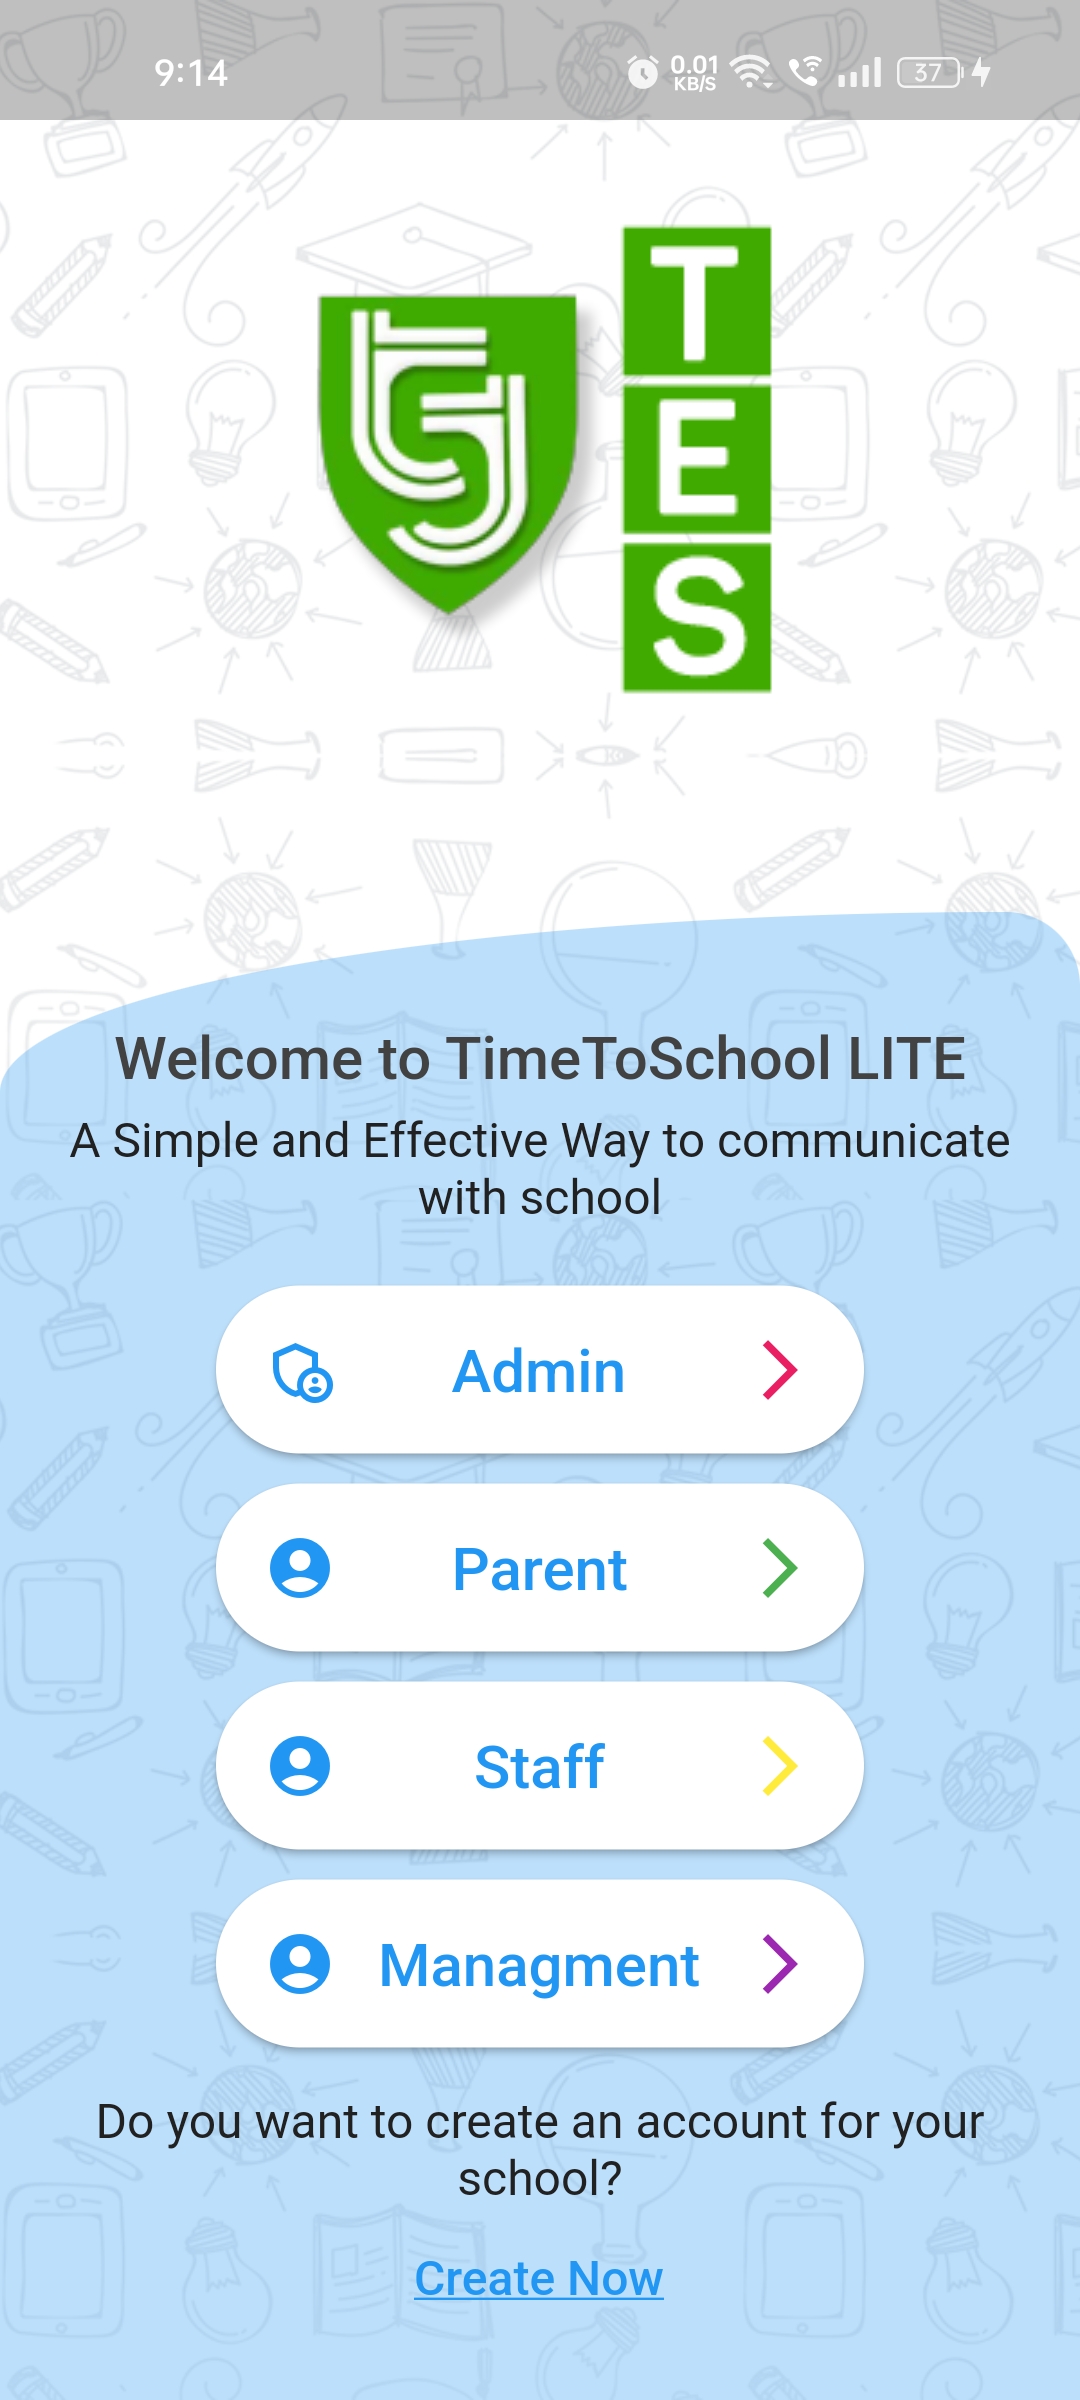 9:14
0.01
KB/S
37
T
E
S
Welcome to TimeToSchool LITE
A Simple and Effective Way to communicate
with school
Admin
Parent
Staff
Managment
Do you want to create an account for your
school?
Create Now